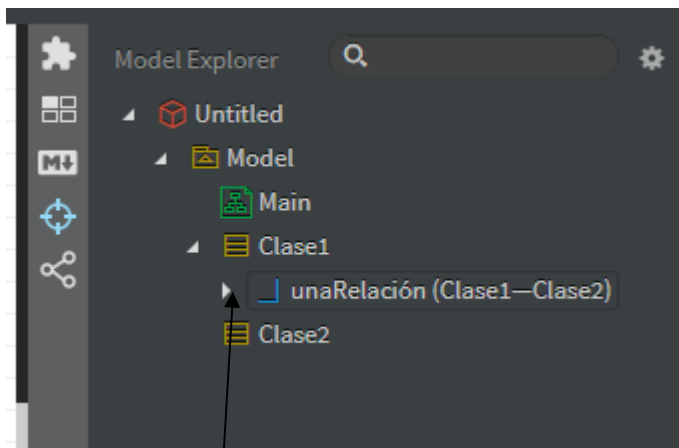 Model Explorer
Untitled
Model
M↓
Main
Clase1
unaRelación (Clase1—Clase2)
Clase2